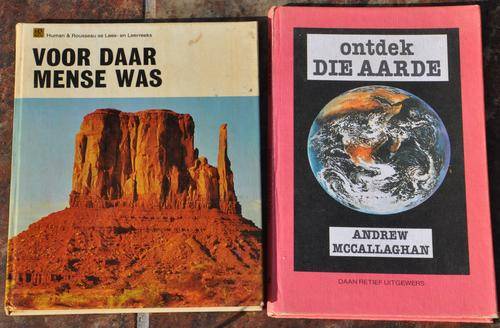 Human & Rousseau se Lees- en Leerreeks
VOOR DAAR
MENSE WAS
ontdek
DIE AARDE
ANDREW
MCCALLAGHAN
DAAN RETIEF UITGEWERS